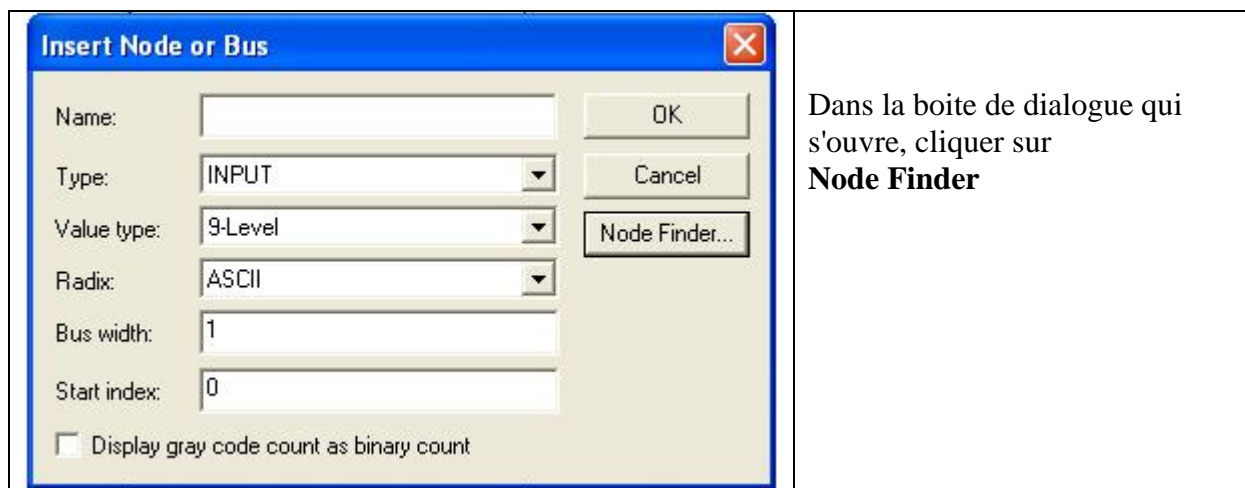 Insert Node or Bus
Name:
OK
Type:
INPUT
Cancel
Value type:
9-Level
Node Finder...
Radix:
ASCII
Bus width:
1
Start index:
0
Display gray code count as binary count
Dans la boite de dialogue qui
s'ouvre, cliquer sur
Node Finder